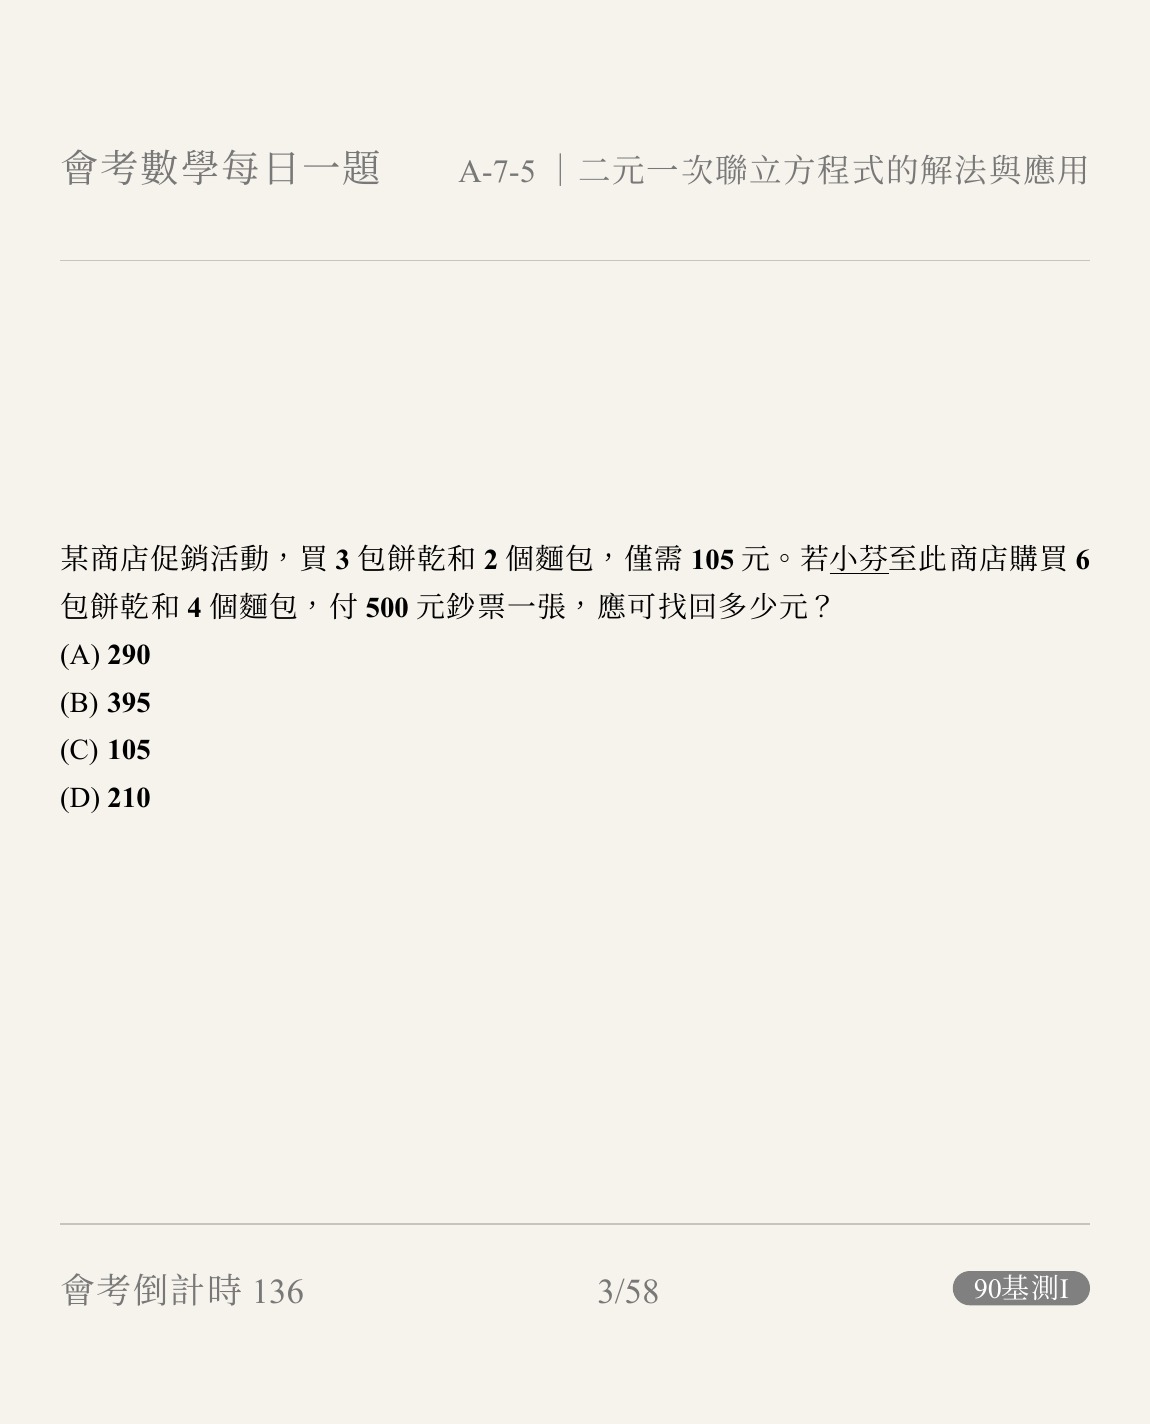 會考數學每日一題
A-7-5 ｜二元一次聯立方程式的解法與應用
某商店促銷活動，買 3 包餅乾和 2 個麵包，僅需 105 元。若小芬至此商店購買 6
包餅乾和 4 個麵包，付 500 元鈔票一張，應可找回多少元？
(A) 290
(B) 395
(C) 105
(D) 210
會考倒計時 136
3/58
90基測I